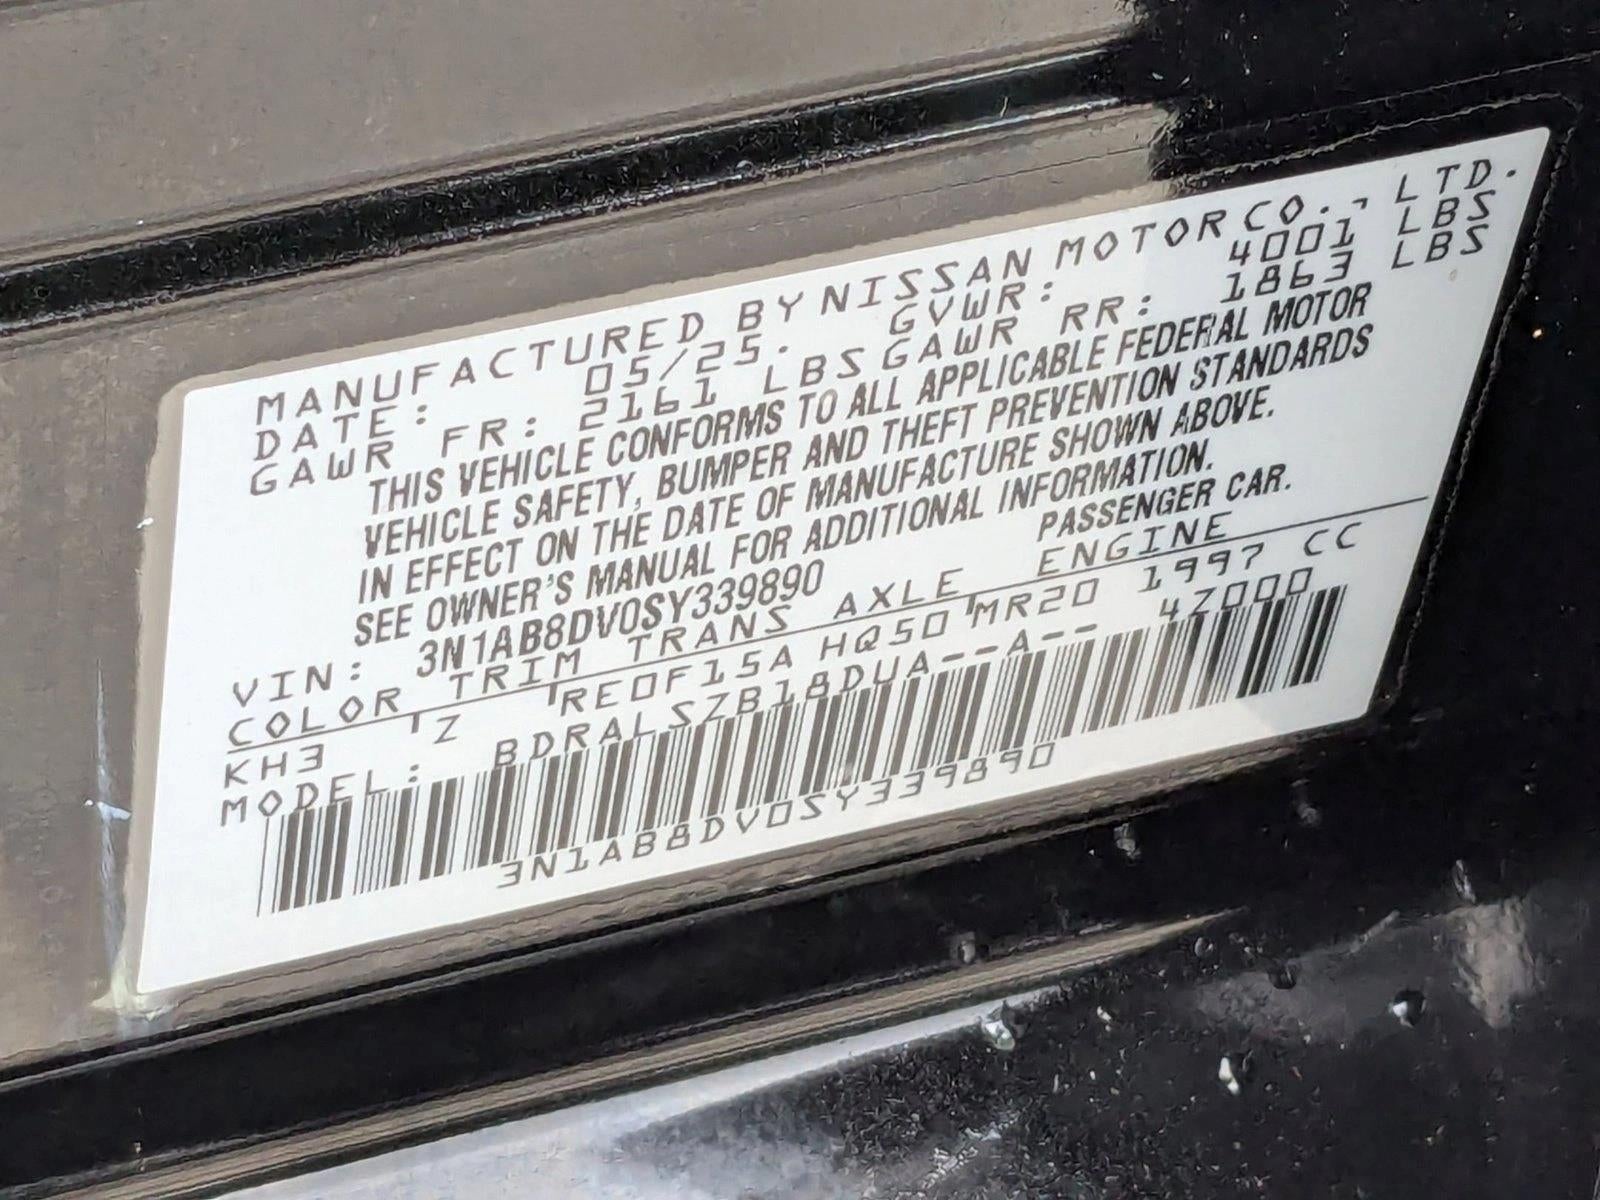 MANUFACTURED BY NISSAN MOTOR CO., LTD.
DATE: 05/25. GVWR: 4001 LBS
GAWR FR: 2161 LBS GAWR RR: 1863 LBS
THIS VEHICLE CONFORMS TO ALL APPLICABLE FEDERAL MOTOR
VEHICLE SAFETY, BUMPER AND THEFT PREVENTION STANDARDS
IN EFFECT ON THE DATE OF MANUFACTURE SHOWN ABOVE.
SEE OWNER'S MANUAL FOR ADDITIONAL INFORMATION.
VIN: 3N1AB8DV0SY339890 PASSENGER CAR.
COLOR TRIM TRANS AXLE ENGINE
KH3 Z RE0F15A HQ50 MR20 1997 CC
MODEL: BDRALSZB18DUA--A-- 4Z000
3N1AB8DV0SY339890